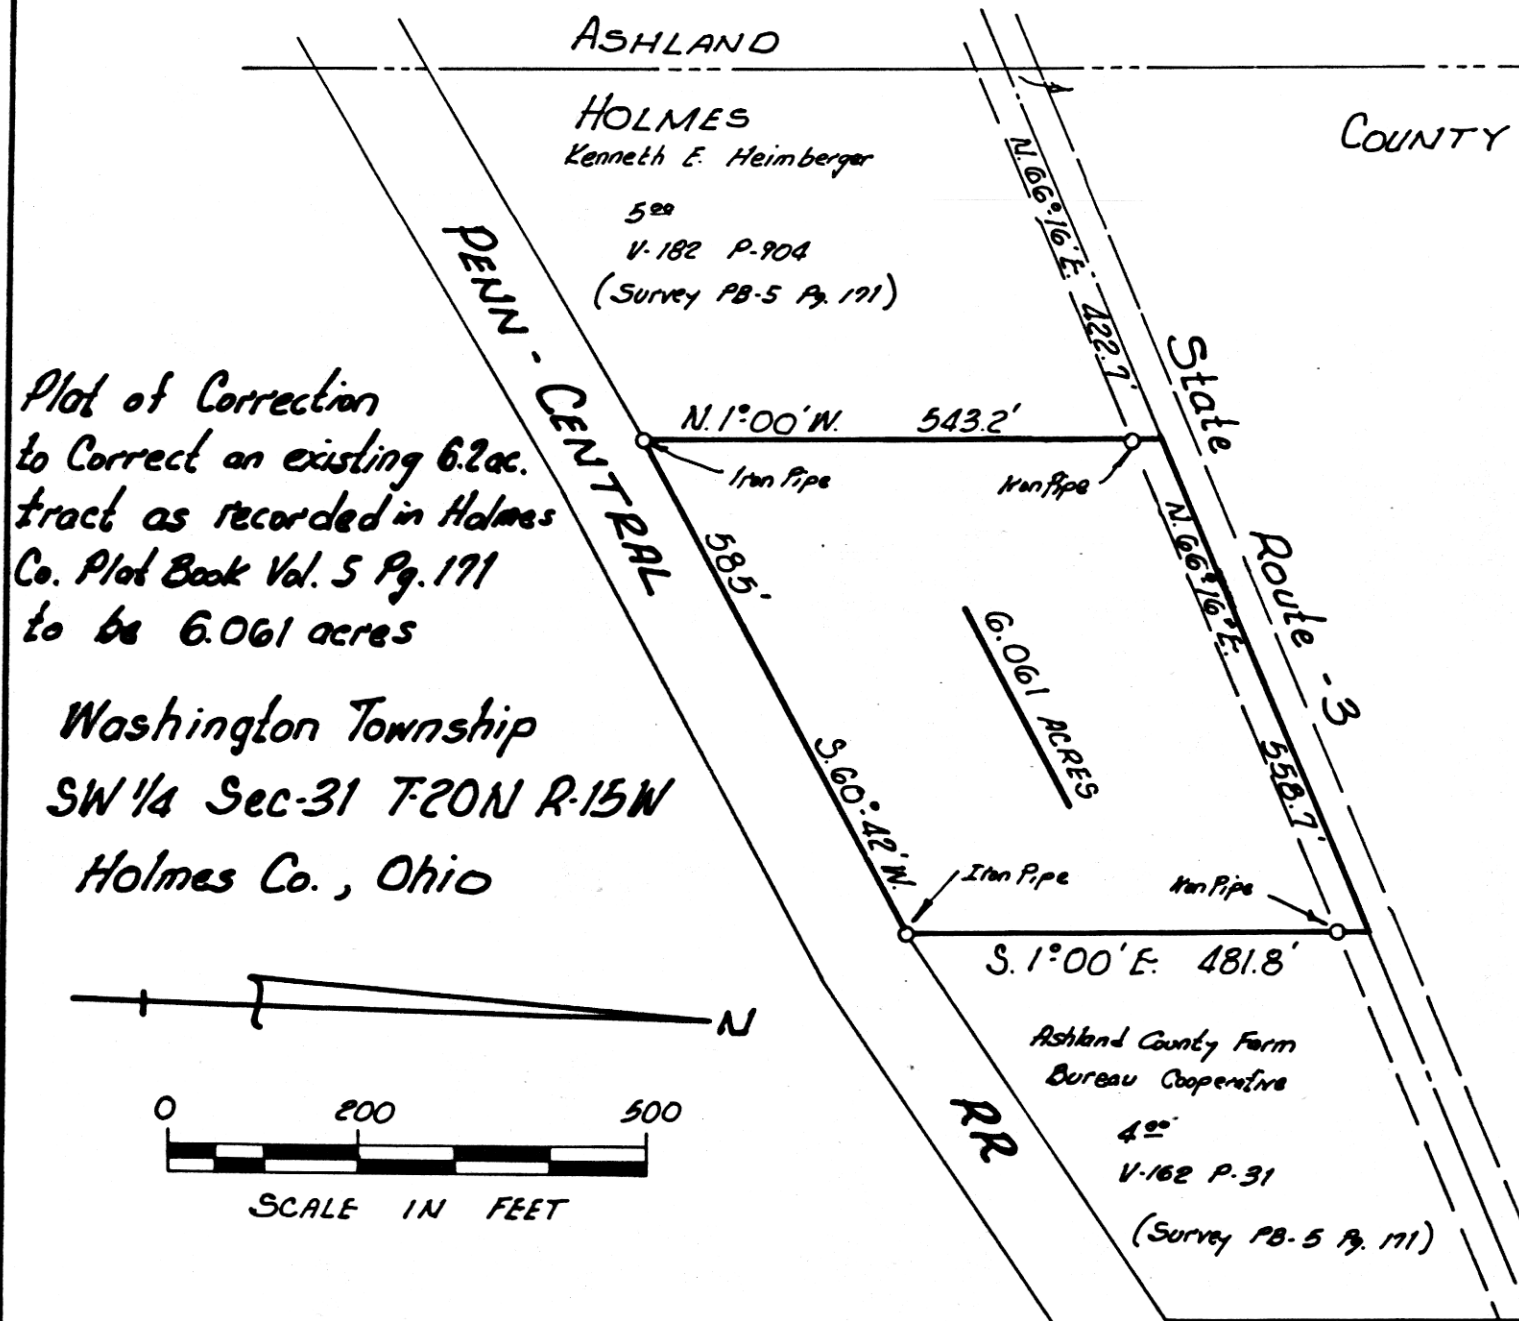 ASHLAND
HOLMES
COUNTY
Kenneth E. Heimberger
5.00
V-182 P-904
(Survey PB-5 Pg. 171)
N. 66°16' E. 422.7'
PENN - CENTRAL
State Route - 3
Plat of Correction
to Correct an existing 6.2ac.
tract as recorded in Holmes
Co. Plat Book Vol. 5 Pg. 171
to be 6.061 acres
N. 1°00' W. 543.2'
Iron Pipe
Iron Pipe
585'
S. 60°42' W.
N. 66°16' E.
558.7'
6.061 ACRES
Washington Township
SW 1/4 Sec-31 T-20N R-15W
Holmes Co., Ohio
Iron Pipe
Iron Pipe
S. 1°00' E. 481.8'
N
Ashland County Farm
Bureau Cooperative
4.00
V-162 P-31
(Survey PB-5 Pg. 171)
RR
0 200 500
SCALE IN FEET